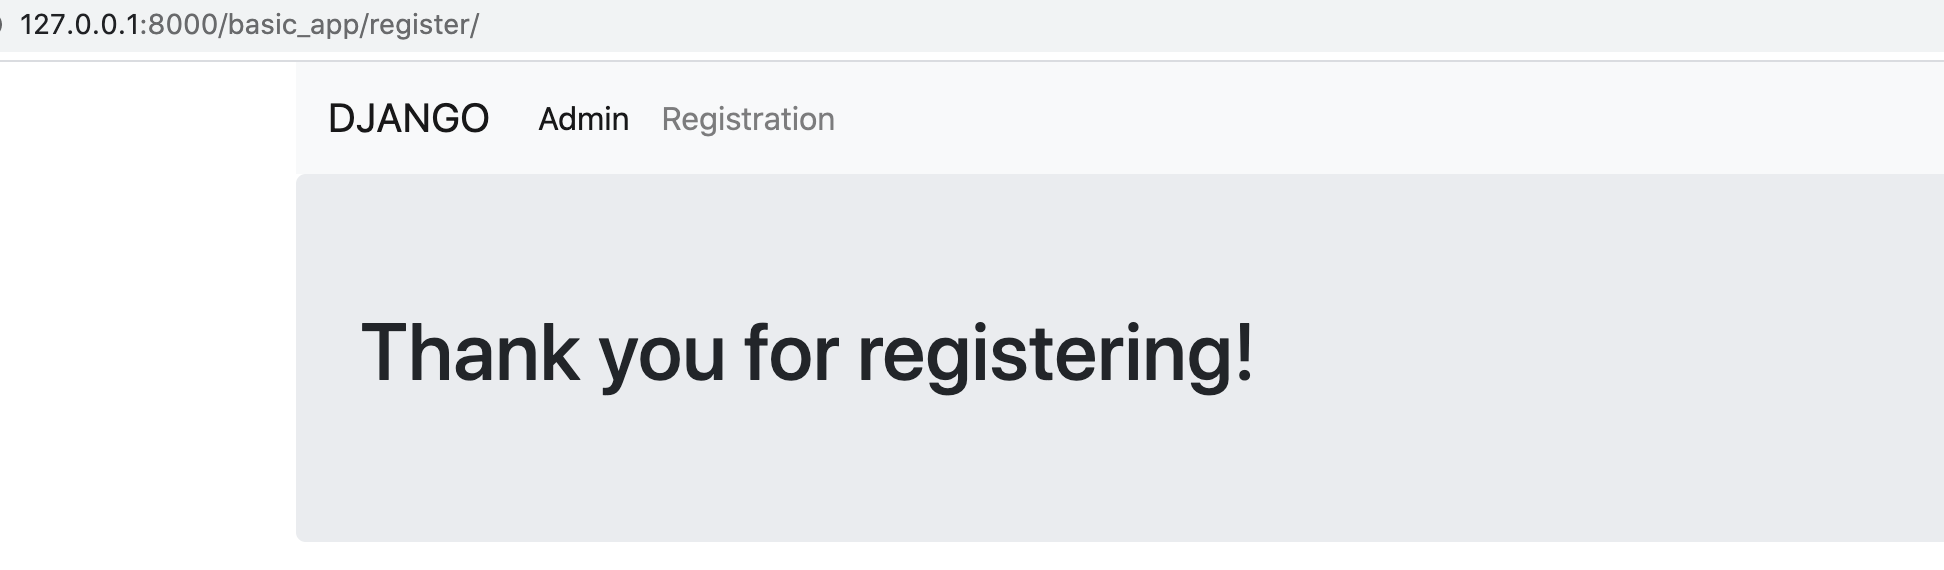 127.0.0.1:8000/basic_app/register/
DJANGO Admin Registration
Thank you for registering!